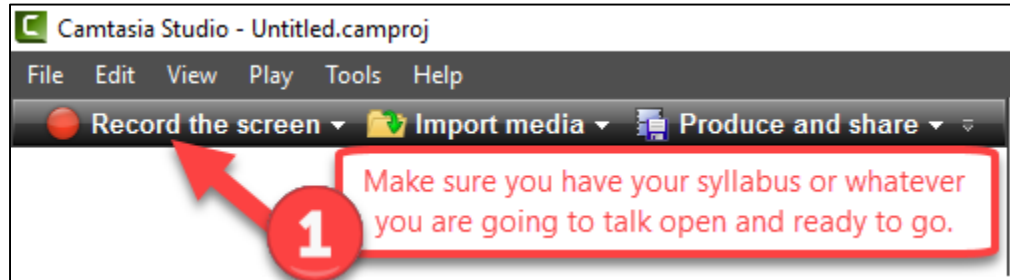 Camtasia Studio - Untitled.camproj
File Edit View Play Tools Help
Record the screen Import media Produce and share
Make sure you have your syllabus or whatever
you are going to talk open and ready to go.
1